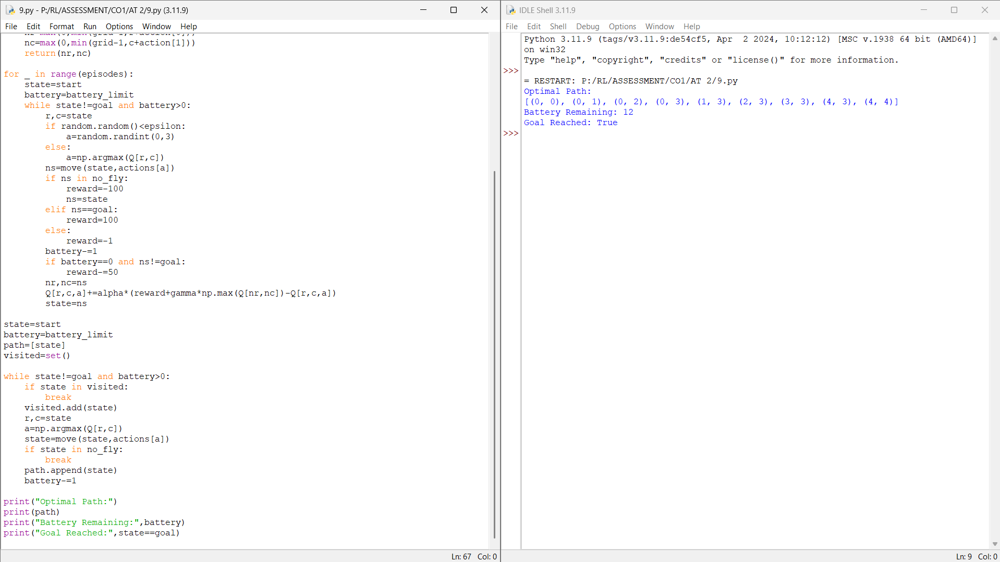 9.py - P:/RL/ASSESSMENT/CO1/AT 2/9.py (3.11.9)
File Edit Format Run Options Window Help
    nc=max(0,min(grid-1,c+action[1]))
    return(nr,nc)

for _ in range(episodes):
    state=start
    battery=battery_limit
    while state!=goal and battery>0:
        r,c=state
        if random.random()<epsilon:
            a=random.randint(0,3)
        else:
            a=np.argmax(Q[r,c])
        ns=move(state,actions[a])
        if ns in no_fly:
            reward=-100
            ns=state
        elif ns==goal:
            reward=100
        else:
            reward=-1
        battery-=1
        if battery==0 and ns!=goal:
            reward-=50
        nr,nc=ns
        Q[r,c,a]+=alpha*(reward+gamma*np.max(Q[nr,nc])-Q[r,c,a])
        state=ns

state=start
battery=battery_limit
path=[state]
visited=set()

while state!=goal and battery>0:
    if state in visited:
        break
    visited.add(state)
    r,c=state
    a=np.argmax(Q[r,c])
    state=move(state,actions[a])
    if state in no_fly:
        break
    path.append(state)
    battery-=1

print("Optimal Path:")
print(path)
print("Battery Remaining:",battery)
print("Goal Reached:",state==goal)
Ln: 67 Col: 0
IDLE Shell 3.11.9
File Edit Shell Debug Options Window Help
Python 3.11.9 (tags/v3.11.9:de54cf5, Apr  2 2024, 10:12:12) [MSC v.1938 64 bit (AMD64)]
on win32
Type "help", "copyright", "credits" or "license()" for more information.
>>>
= RESTART: P:/RL/ASSESSMENT/CO1/AT 2/9.py
Optimal Path:
[(0, 0), (0, 1), (0, 2), (0, 3), (1, 3), (2, 3), (3, 3), (4, 3), (4, 4)]
Battery Remaining: 12
Goal Reached: True
>>>
Ln: 9 Col: 0